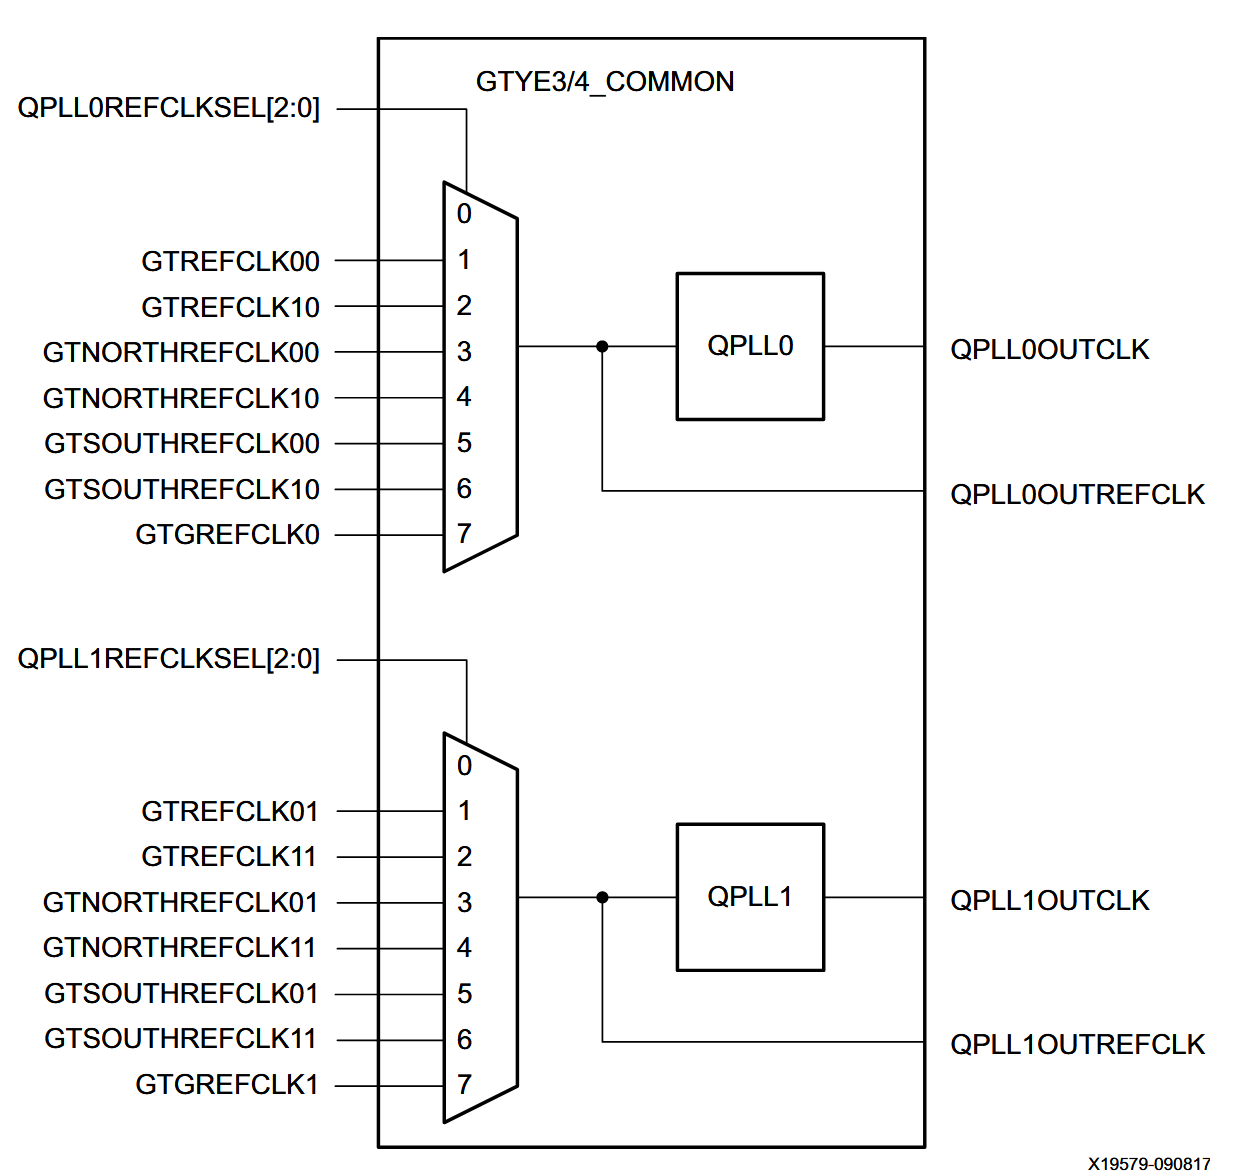 GTYE3/4_COMMON
QPLL0REFCLKSEL[2:0]
0
GTREFCLK00 1
GTREFCLK10 2
GTNORTHREFCLK00 3
GTNORTHREFCLK10 4
GTSOUTHREFCLK00 5
GTSOUTHREFCLK10 6
GTGREFCLK0 7
QPLL0
QPLL0OUTCLK
QPLL0OUTREFCLK
QPLL1REFCLKSEL[2:0]
0
GTREFCLK01 1
GTREFCLK11 2
GTNORTHREFCLK01 3
GTNORTHREFCLK11 4
GTSOUTHREFCLK01 5
GTSOUTHREFCLK11 6
GTGREFCLK1 7
QPLL1
QPLL1OUTCLK
QPLL1OUTREFCLK
X19579-090817